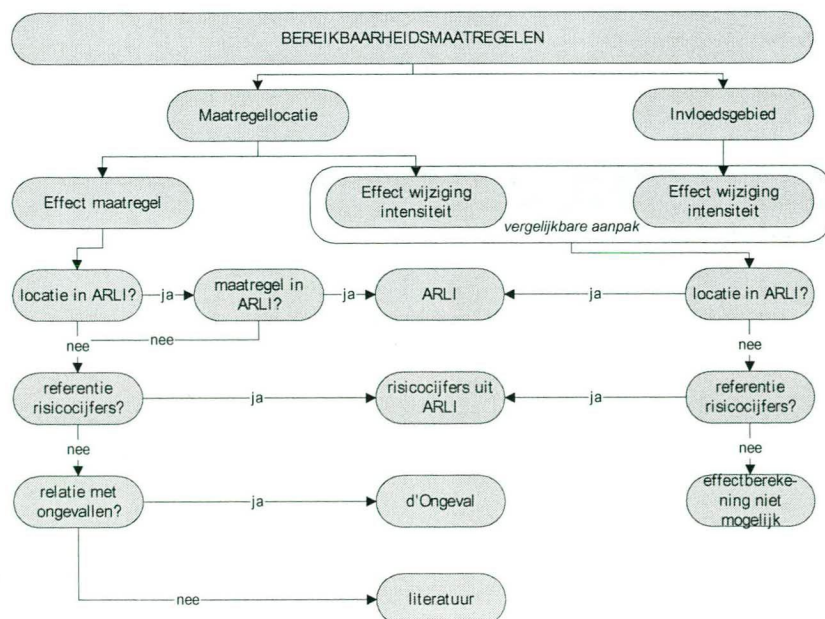 BEREIKBAARHEIDSMAATREGELEN
Maatregellocatie
Invloedsgebied
Effect maatregel
Effect wijziging
intensiteit
Effect wijziging
intensiteit
vergelijkbare aanpak
locatie in ARLI?
ja
maatregel in
ARLI?
ja
ARLI
ja
locatie in ARLI?
nee
nee
nee
referentie
risicocijfers?
ja
risicocijfers uit
ARLI
ja
referentie
risicocijfers?
nee
nee
relatie met
ongevallen?
ja
d'Ongeval
effectbereke-
ning niet
mogelijk
nee
literatuur